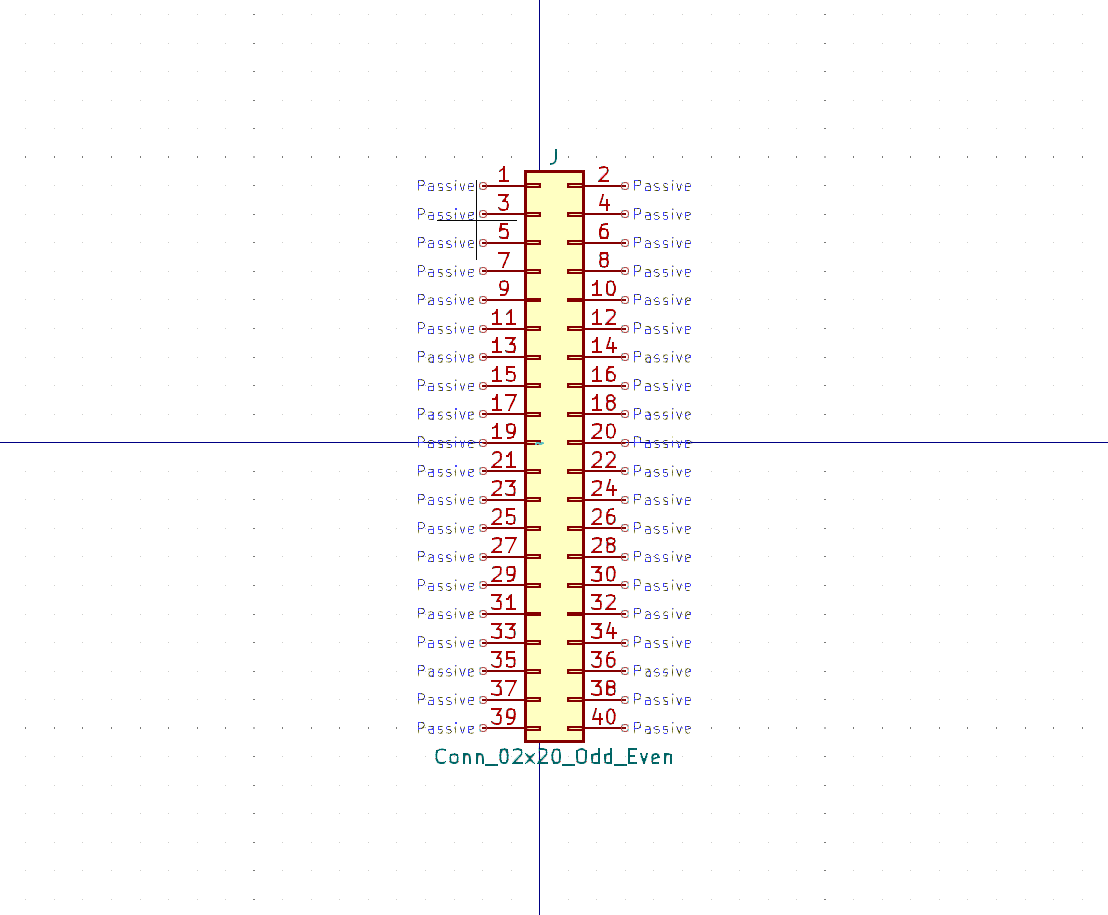 J
Passive 1 2 Passive
Passive 3 4 Passive
Passive 5 6 Passive
Passive 7 8 Passive
Passive 9 10 Passive
Passive 11 12 Passive
Passive 13 14 Passive
Passive 15 16 Passive
Passive 17 18 Passive
Passive 19 20 Passive
Passive 21 22 Passive
Passive 23 24 Passive
Passive 25 26 Passive
Passive 27 28 Passive
Passive 29 30 Passive
Passive 31 32 Passive
Passive 33 34 Passive
Passive 35 36 Passive
Passive 37 38 Passive
Passive 39 40 Passive
Conn_02x20_Odd_Even